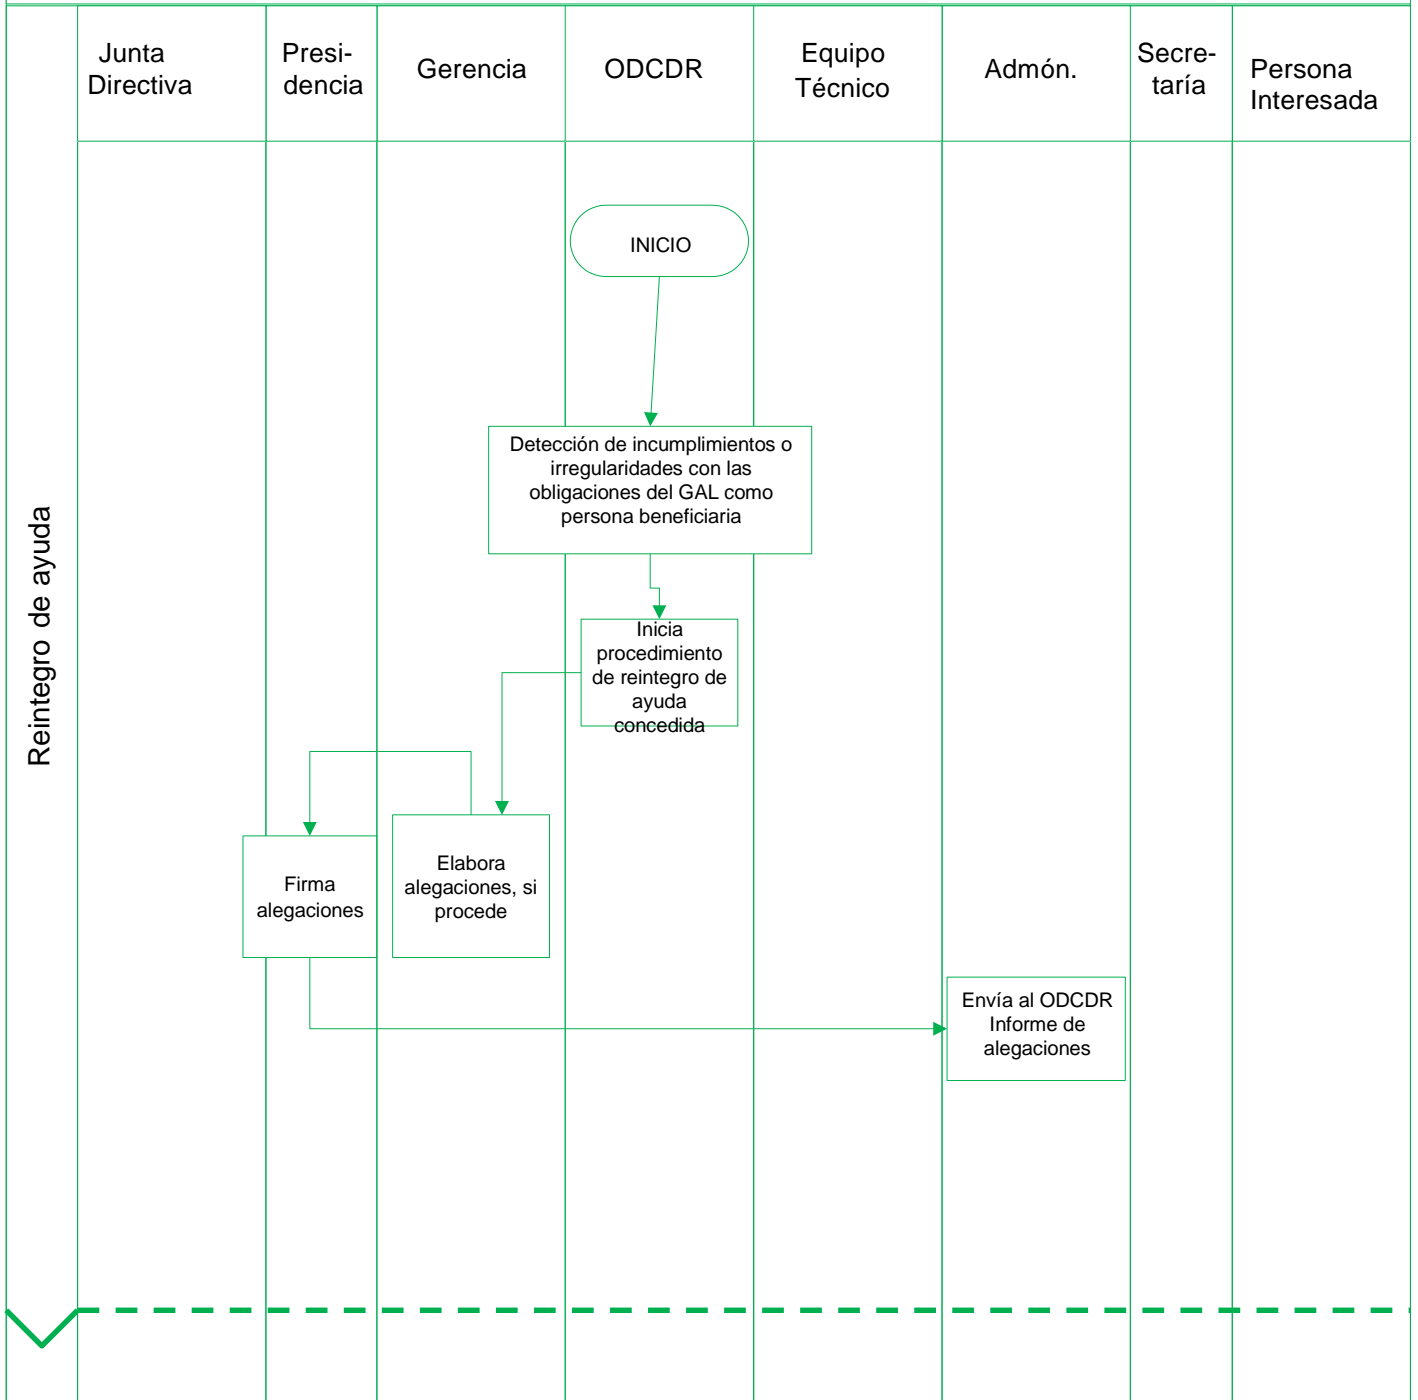 Junta
Directiva
Presi-
dencia
Gerencia
ODCDR
Equipo
Técnico
Admón.
Secre-
taría
Persona
Interesada
Reintegro de ayuda
INICIO
Detección de incumplimientos o
irregularidades con las
obligaciones del GAL como
persona beneficiaria
Inicia
procedimiento
de reintegro de
ayuda
concedida
Elabora
alegaciones, si
procede
Firma
alegaciones
Envía al ODCDR
Informe de
alegaciones